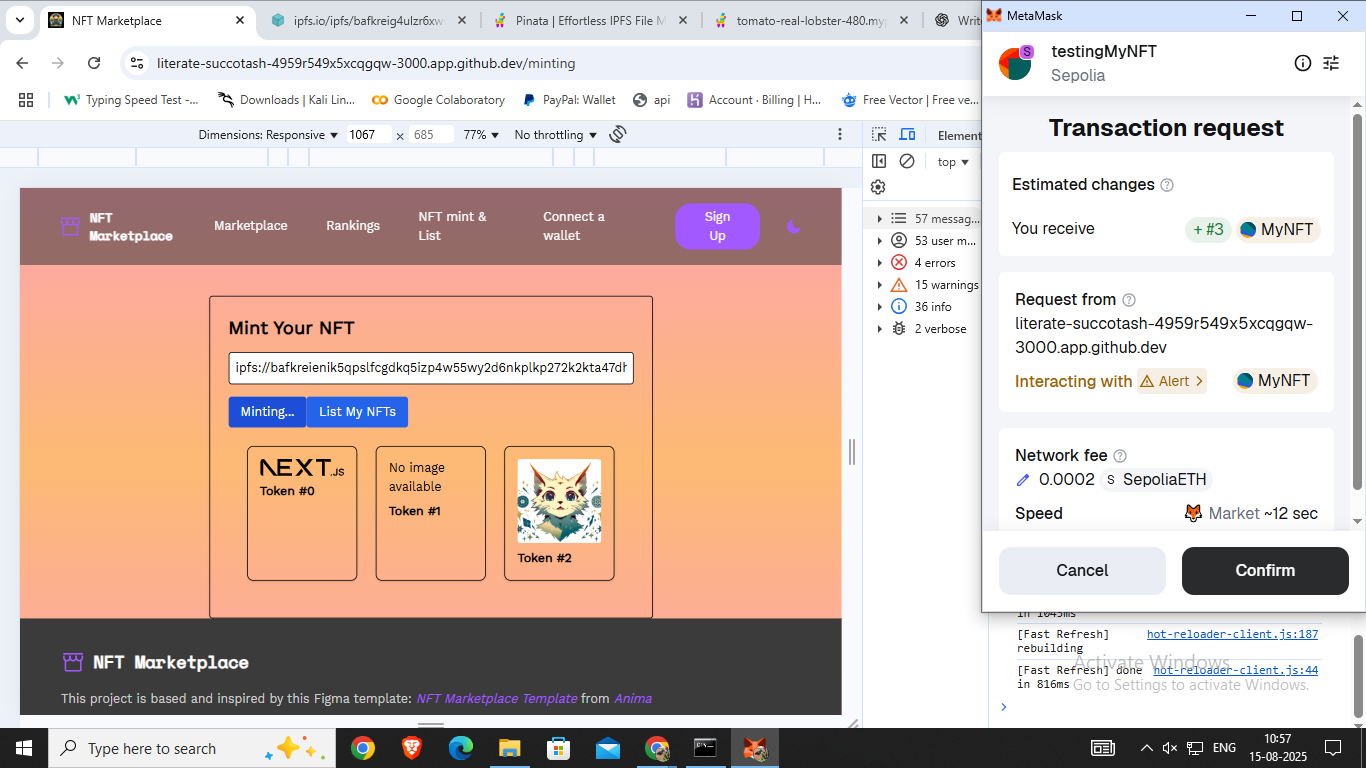 NFT Marketplace
ipfs.io/ipfs/bafkreig4ulzr6xw
Pinata | Effortless IPFS File M
tomato-real-lobster-480.myp
Writ
literate-succotash-4959r549x5xcqgqw-3000.app.github.dev/minting
Typing Speed Test -...
Downloads | Kali Lin...
Google Colaboratory
PayPal: Wallet
api
Account · Billing | H...
Free Vector | Free ve...
Dimensions: Responsive
1067
x
685
77%
No throttling
Element
top
57 messag...
53 user m...
4 errors
15 warnings
36 info
2 verbose
NFT
Marketplace
Marketplace
Rankings
NFT mint &
List
Connect a
wallet
Sign
Up
Mint Your NFT
ipfs://bafkreienik5qpslfcgdkq5izp4w55wy2d6nkplkp272k2kta47dh
Minting...
List My NFTs
NEXT.JS
Token #0
No image
available
Token #1
Token #2
NFT Marketplace
This project is based and inspired by this Figma template: NFT Marketplace Template from Anima
MetaMask
S
testingMyNFT
Sepolia
Transaction request
Estimated changes
You receive
+ #3
MyNFT
Request from
literate-succotash-4959r549x5xcqgqw-
3000.app.github.dev
Interacting with
Alert
MyNFT
Network fee
0.0002
S
SepoliaETH
Speed
Market ~12 sec
Cancel
Confirm
in 1045ms
[Fast Refresh]
hot-reloader-client.js:187
rebuilding
[Fast Refresh] done
hot-reloader-client.js:44
in 816ms
Activate Windows
Go to Settings to activate Windows.
Type here to search
ENG
10:57
15-08-2025